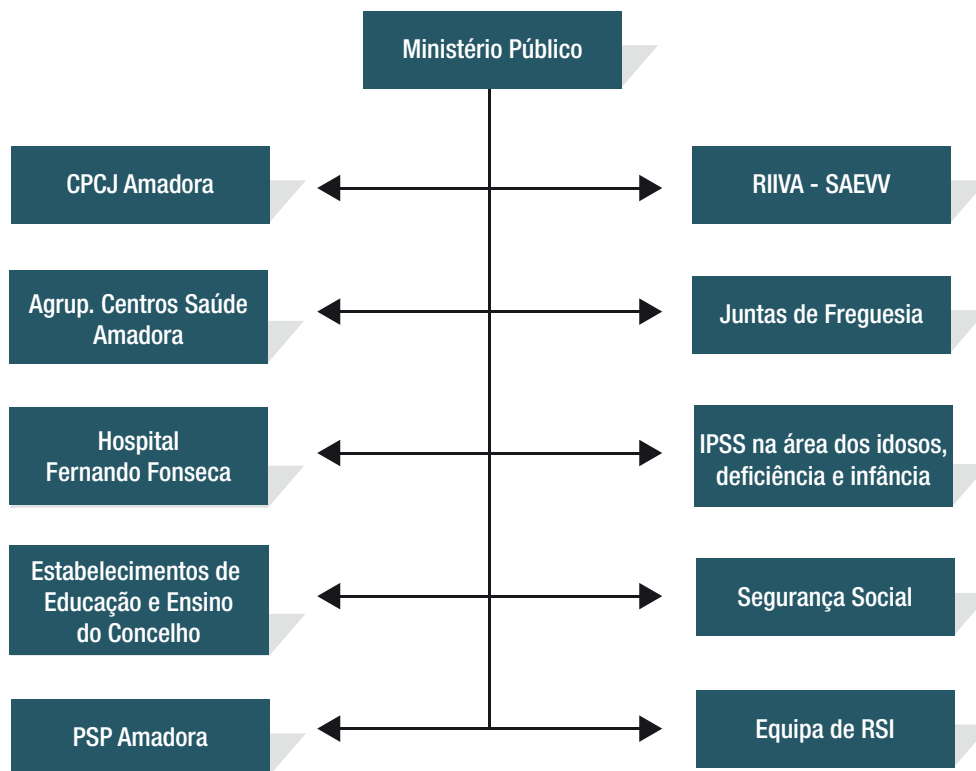 Ministério Público
CPCJ Amadora
RIIVA - SAEVV
Agrup. Centros Saúde
Amadora
Juntas de Freguesia
Hospital
Fernando Fonseca
IPSS na área dos idosos,
deficiência e infância
Estabelecimentos de
Educação e Ensino
do Concelho
Segurança Social
PSP Amadora
Equipa de RSI